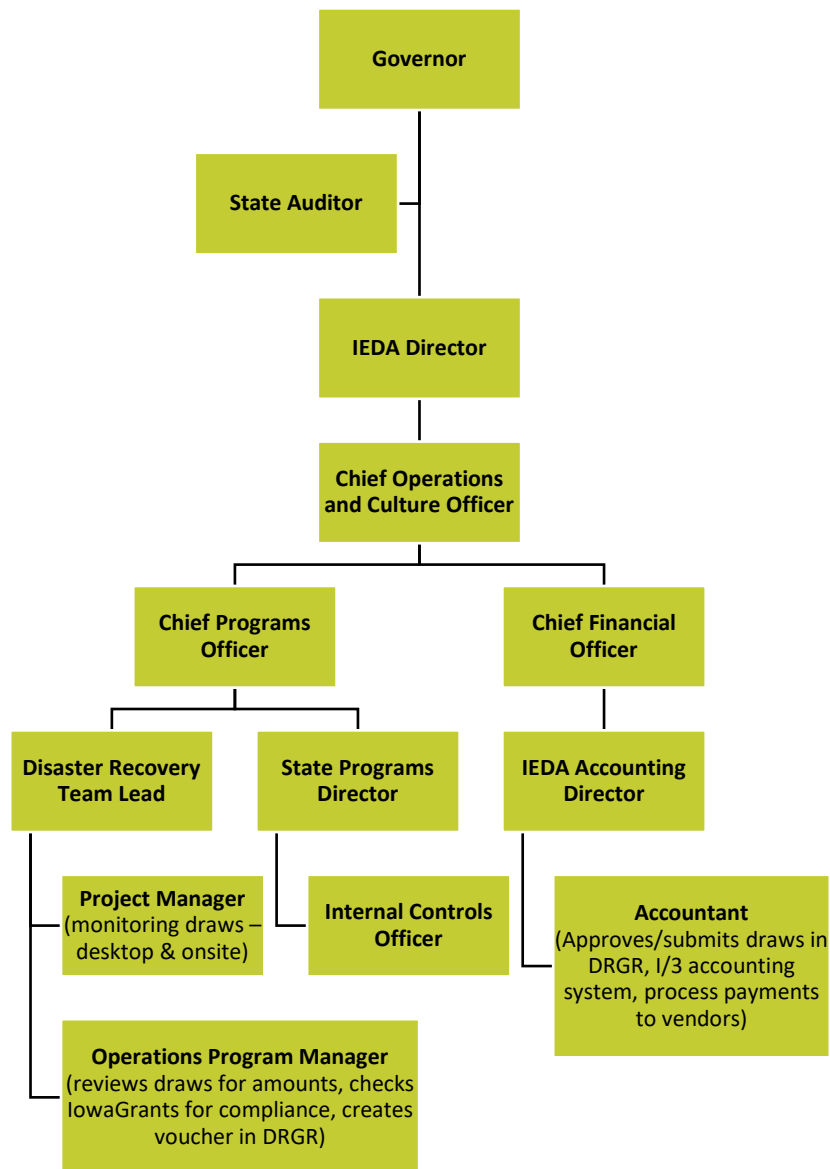 Governor
State Auditor
IEDA Director
Chief Operations
and Culture Officer
Chief Programs
Officer
Chief Financial
Officer
Disaster Recovery
Team Lead
State Programs
Director
IEDA Accounting
Director
Project Manager
(monitoring draws –
desktop & onsite)
Internal Controls
Officer
Accountant
(Approves/submits draws in
DRGR, I/3 accounting
system, process payments
to vendors)
Operations Program Manager
(reviews draws for amounts, checks
IowaGrants for compliance, creates
voucher in DRGR)